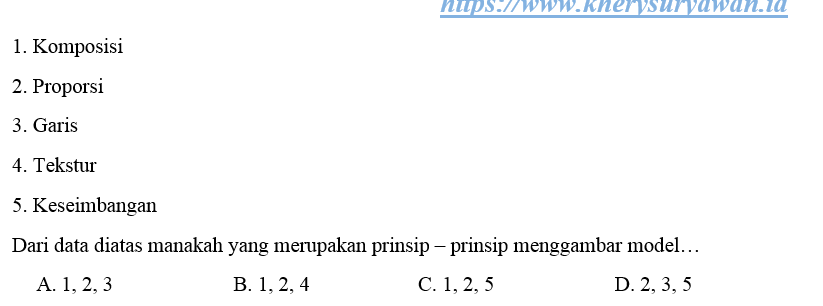 https://www.kherysuryawan.id
1. Komposisi
2. Proporsi
3. Garis
4. Tekstur
5. Keseimbangan
Dari data diatas manakah yang merupakan prinsip – prinsip menggambar model…
A. 1, 2, 3 B. 1, 2, 4 C. 1, 2, 5 D. 2, 3, 5